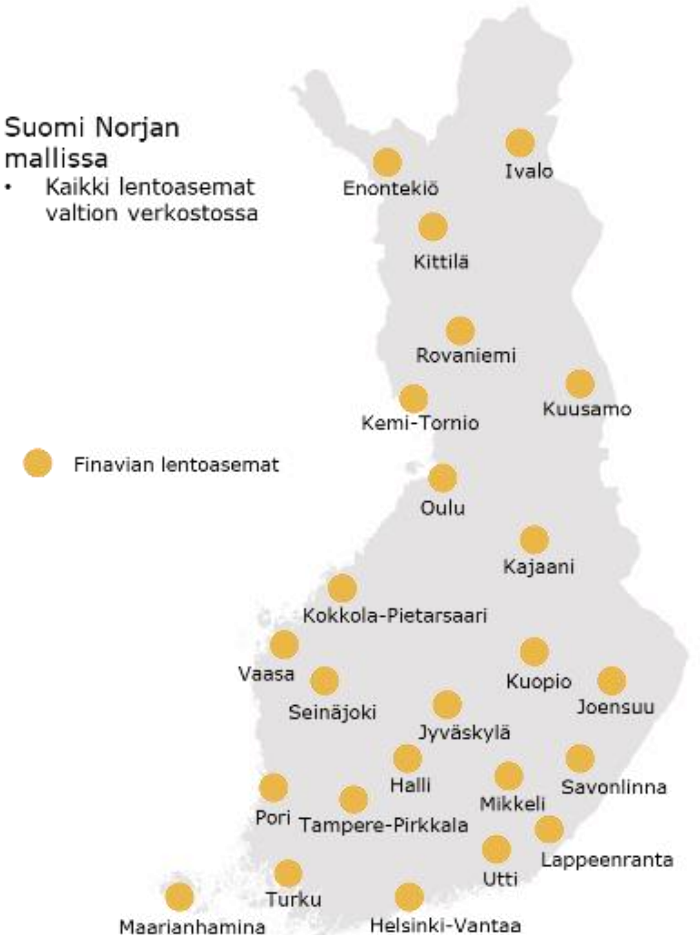 Suomi Norjan
mallissa
• Kaikki lentoasemat
valtion verkostossa
Ivalo
Enontekiö
Kittilä
Rovaniemi
Kuusamo
Kemi-Tornio
Finavian lentoasemat
Oulu
Kajaani
Kokkola-Pietarsaari
Vaasa
Kuopio
Seinäjoki
Joensuu
Jyväskylä
Halli
Savonlinna
Mikkeli
Pori
Tampere-Pirkkala
Lappeenranta
Utti
Turku
Maarianhamina
Helsinki-Vantaa